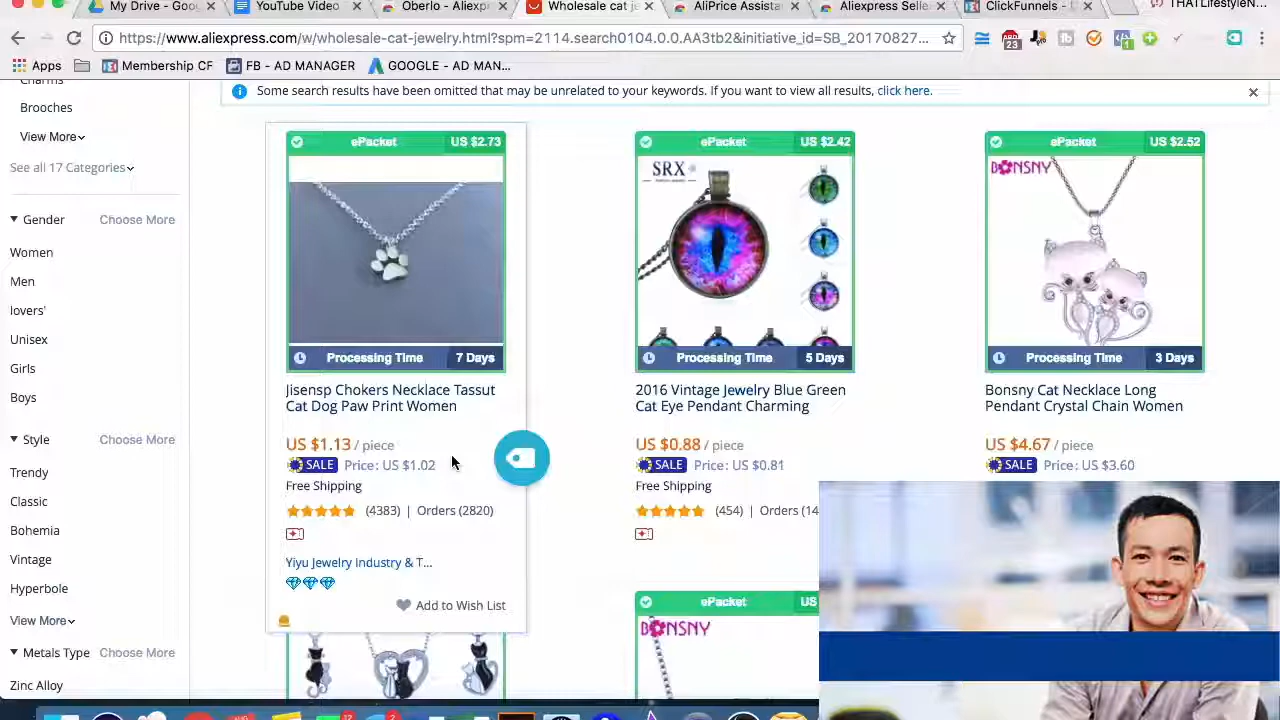 My Drive - Goog
YouTube Video
Oberlo - Aliexpr
Wholesale cat je
AliPrice Assista
Aliexpress Selle
ClickFunnels -
THATLifestyleN
https://www.aliexpress.com/w/wholesale-cat-jewelry.html?spm=2114.search0104.0.0.AA3tb2&initiative_id=SB_20170827...
23
Apps
Membership CF
FB - AD MANAGER
GOOGLE - AD MAN...
Charms
Some search results have been omitted that may be unrelated to your keywords. If you want to view all results, click here.
Brooches
View More
See all 17 Categories
Gender Choose More
Women
Men
lovers'
Unisex
Girls
Boys
Style Choose More
Trendy
Classic
Bohemia
Vintage
Hyperbole
View More
Metals Type Choose More
Zinc Alloy
ePacket US $2.73
Processing Time 7 Days
Jisensp Chokers Necklace Tassut
Cat Dog Paw Print Women
US $1.13 / piece
SALE Price: US $1.02
Free Shipping
(4383) | Orders (2820)
Yiyu Jewelry Industry & T...
Add to Wish List
ePacket US $2.42
SRX
Processing Time 5 Days
2016 Vintage Jewelry Blue Green
Cat Eye Pendant Charming
US $0.88 / piece
SALE Price: US $0.81
Free Shipping
(454) | Orders (14
ePacket US $2.52
BONSNY
Processing Time 3 Days
Bonsny Cat Necklace Long
Pendant Crystal Chain Women
US $4.67 / piece
SALE Price: US $3.60
ePacket US
BONSNY